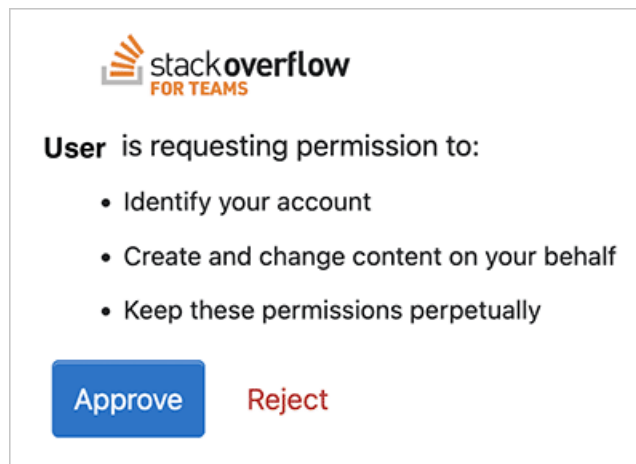 stackoverflow
FOR TEAMS
User is requesting permission to:
• Identify your account
• Create and change content on your behalf
• Keep these permissions perpetually
Approve Reject